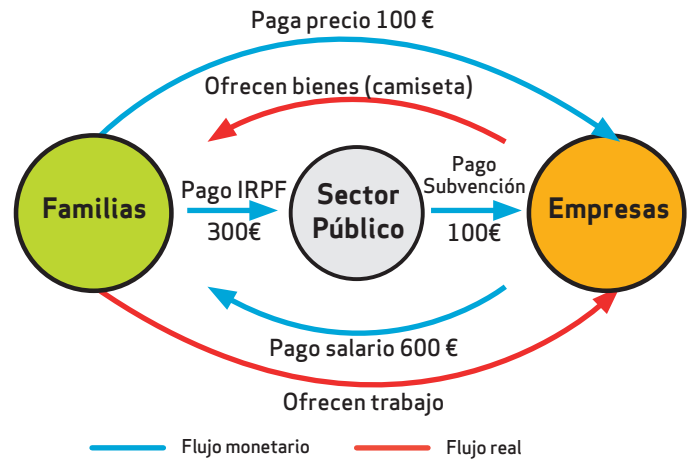 Paga precio 100 €
Ofrecen bienes (camiseta)
Familias
Pago IRPF
300€
Sector
Público
Pago
Subvención
100€
Empresas
Pago salario 600 €
Ofrecen trabajo
Flujo monetario
Flujo real